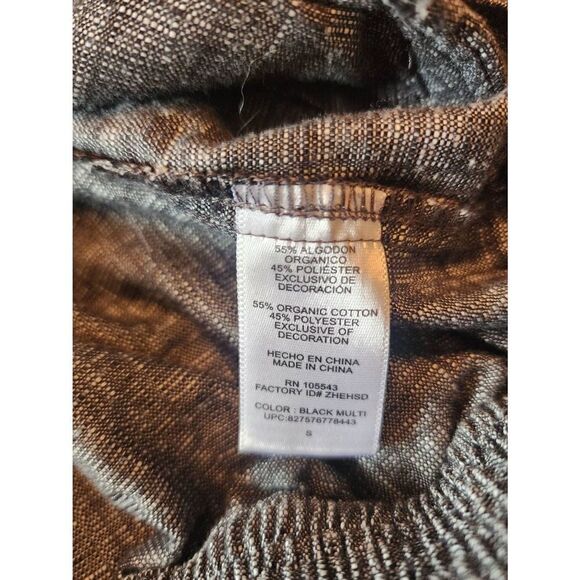 55% ALGODON
ORGANICO
45% POLIÉSTER
EXCLUSIVO DE
DECORACIÓN
55% ORGANIC COTTON
45% POLYESTER
EXCLUSIVE OF
DECORATION
HECHO EN CHINA
MADE IN CHINA
RN 105543
FACTORY ID# ZHEHSD
COLOR : BLACK MULTI
UPC:827576778443
S